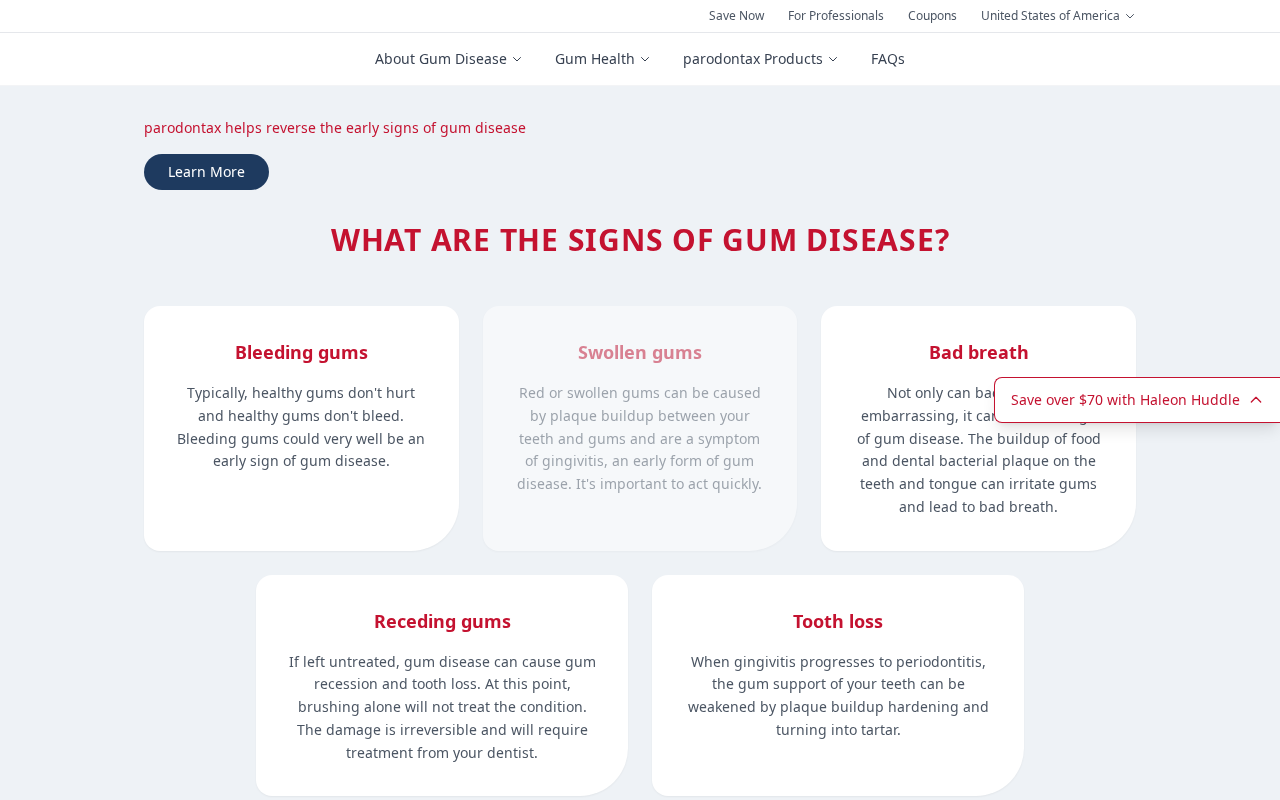 Save Now
For Professionals
Coupons
United States of America
About Gum Disease
Gum Health
parodontax Products
FAQs
parodontax helps reverse the early signs of gum disease
Learn More
WHAT ARE THE SIGNS OF GUM DISEASE?
Bleeding gums
Typically, healthy gums don't hurt
and healthy gums don't bleed.
Bleeding gums could very well be an
early sign of gum disease.
Swollen gums
Red or swollen gums can be caused
by plaque buildup between your
teeth and gums and are a symptom
of gingivitis, an early form of gum
disease. It's important to act quickly.
Bad breath
Not only can
embarrassing, it
of gum disease. The buildup of food
and dental bacterial plaque on the
teeth and tongue can irritate gums
and lead to bad breath.
Save over $70 with Haleon Huddle
Receding gums
If left untreated, gum disease can cause gum
recession and tooth loss. At this point,
brushing alone will not treat the condition.
The damage is irreversible and will require
treatment from your dentist.
Tooth loss
When gingivitis progresses to periodontitis,
the gum support of your teeth can be
weakened by plaque buildup hardening and
turning into tartar.